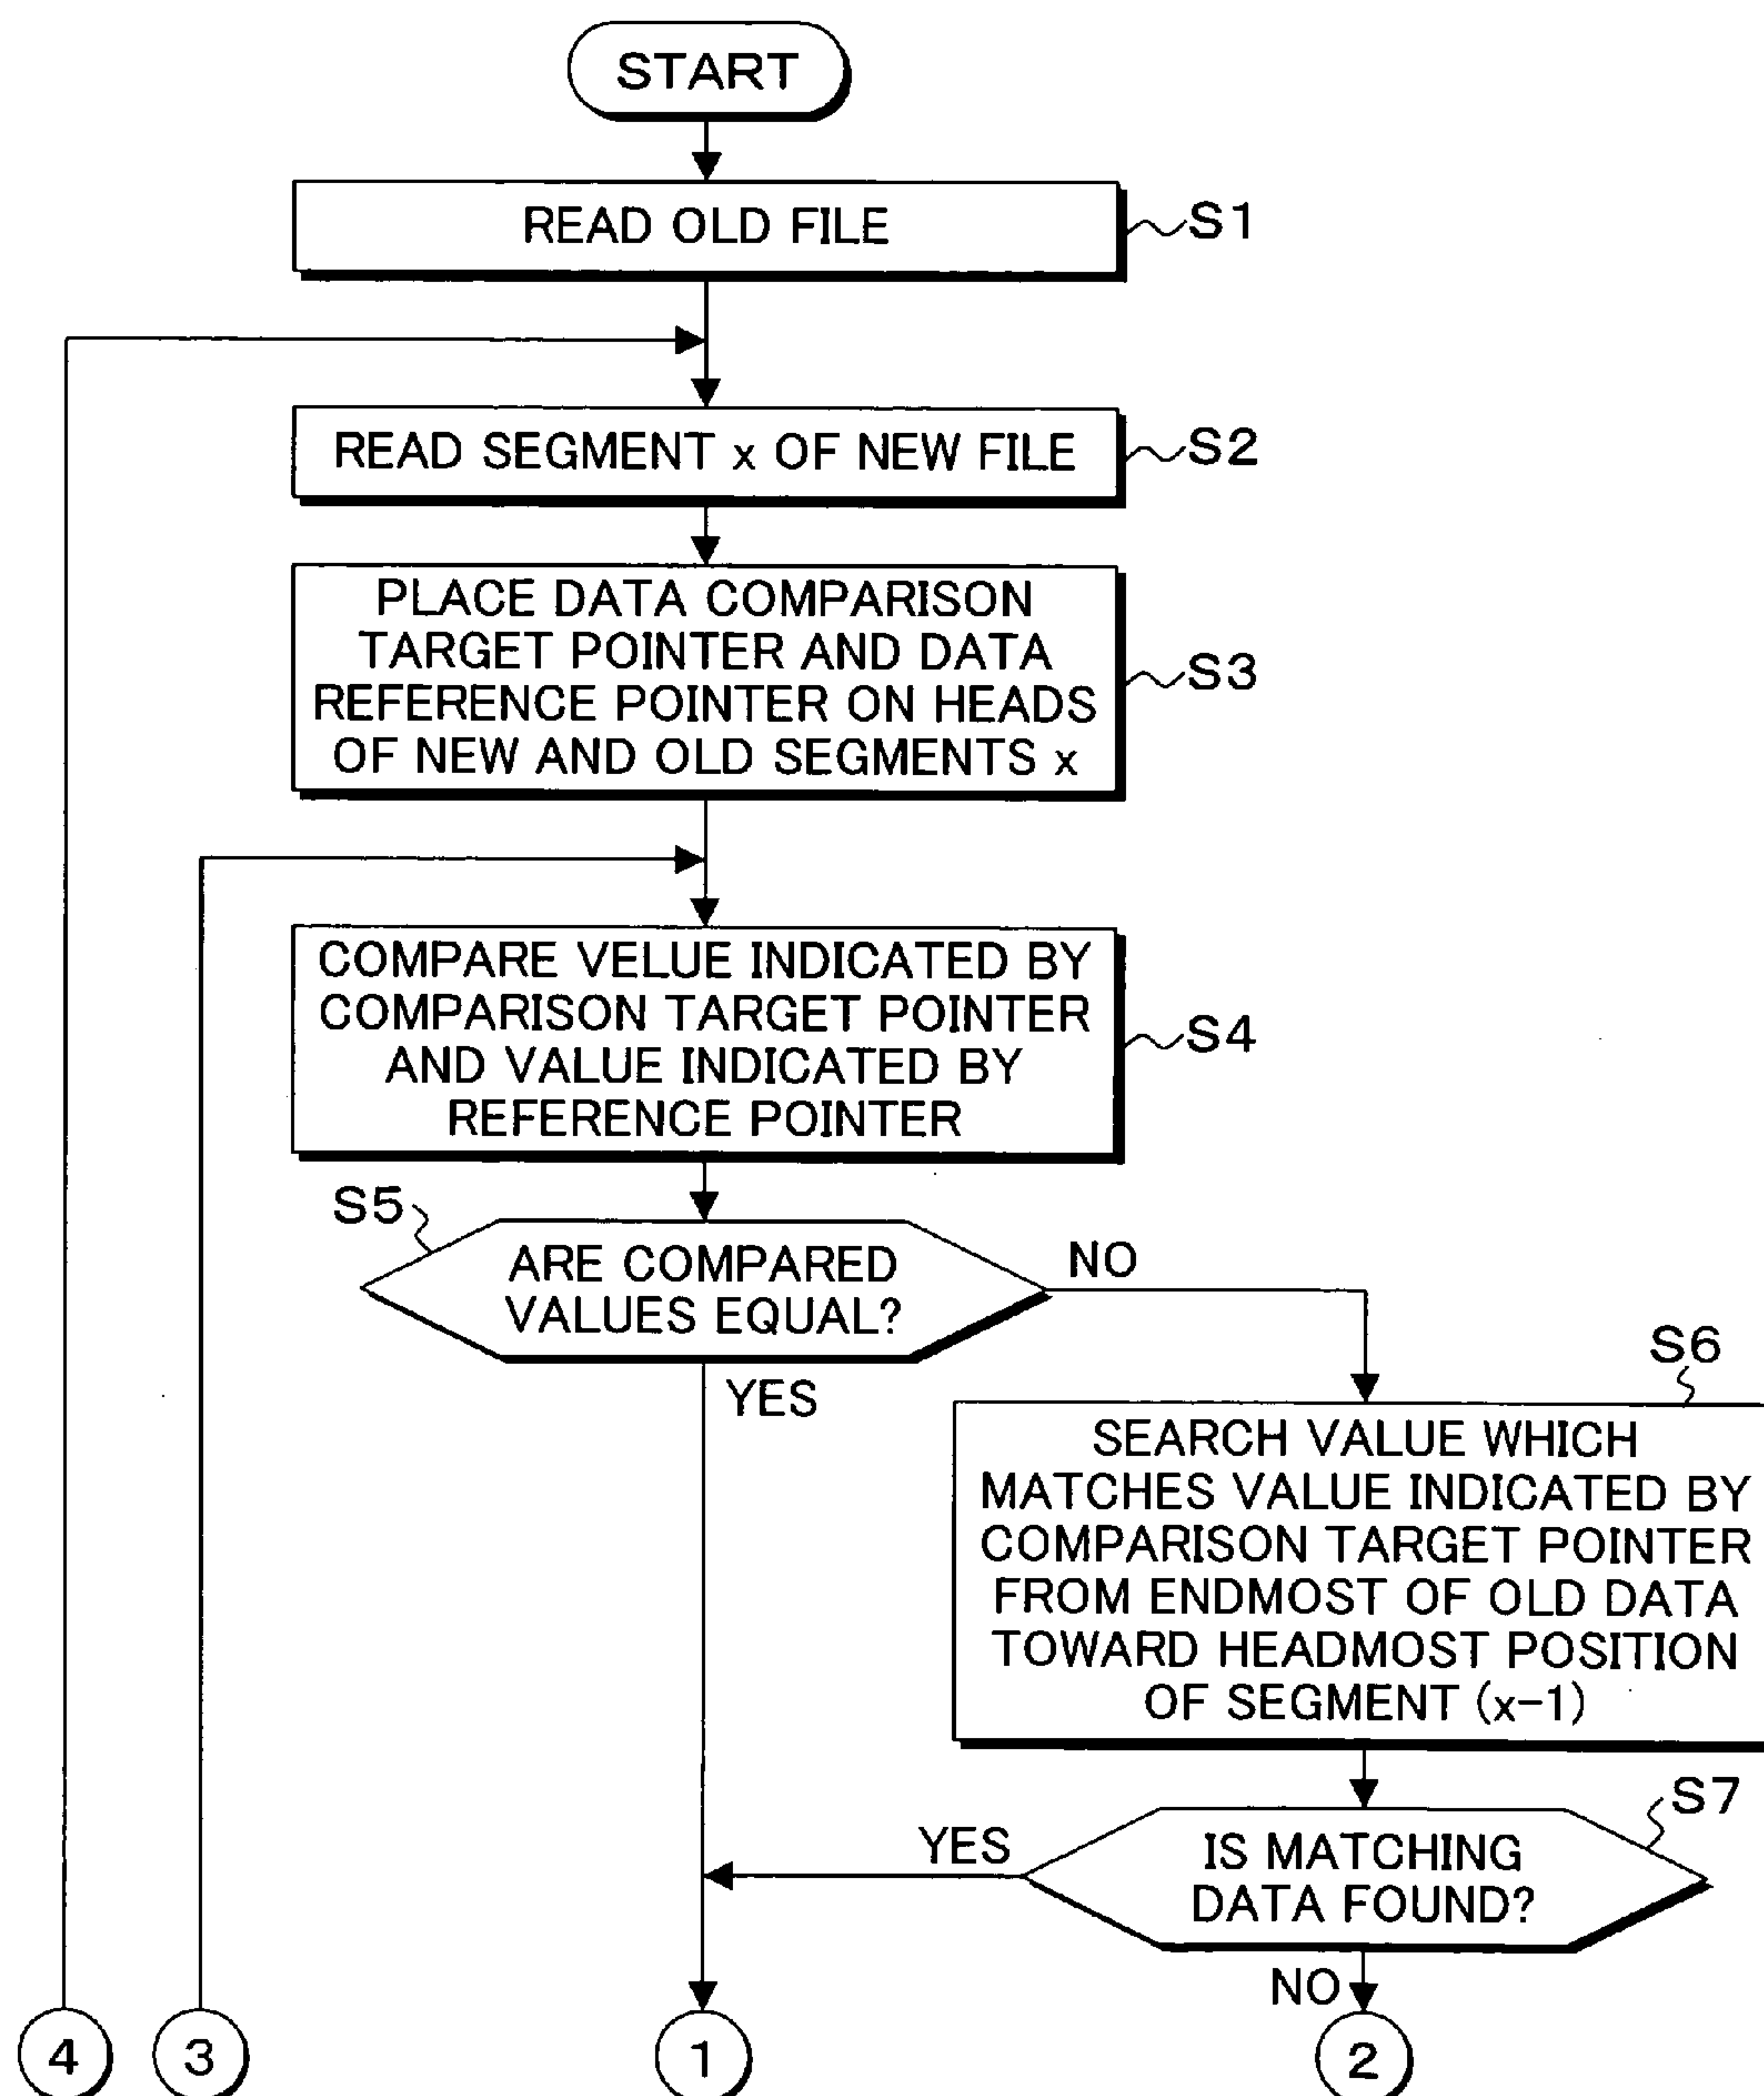 START
READ OLD FILE
S1
READ SEGMENT x OF NEW FILE
S2
PLACE DATA COMPARISON
TARGET POINTER AND DATA
REFERENCE POINTER ON HEADS
OF NEW AND OLD SEGMENTS x
S3
COMPARE VELUE INDICATED BY
COMPARISON TARGET POINTER
AND VALUE INDICATED BY
REFERENCE POINTER
S4
S5
ARE COMPARED
VALUES EQUAL?
NO
YES
S6
SEARCH VALUE WHICH
MATCHES VALUE INDICATED BY
COMPARISON TARGET POINTER
FROM ENDMOST OF OLD DATA
TOWARD HEADMOST POSITION
OF SEGMENT (x-1)
S7
IS MATCHING
DATA FOUND?
YES
NO
4
3
1
2